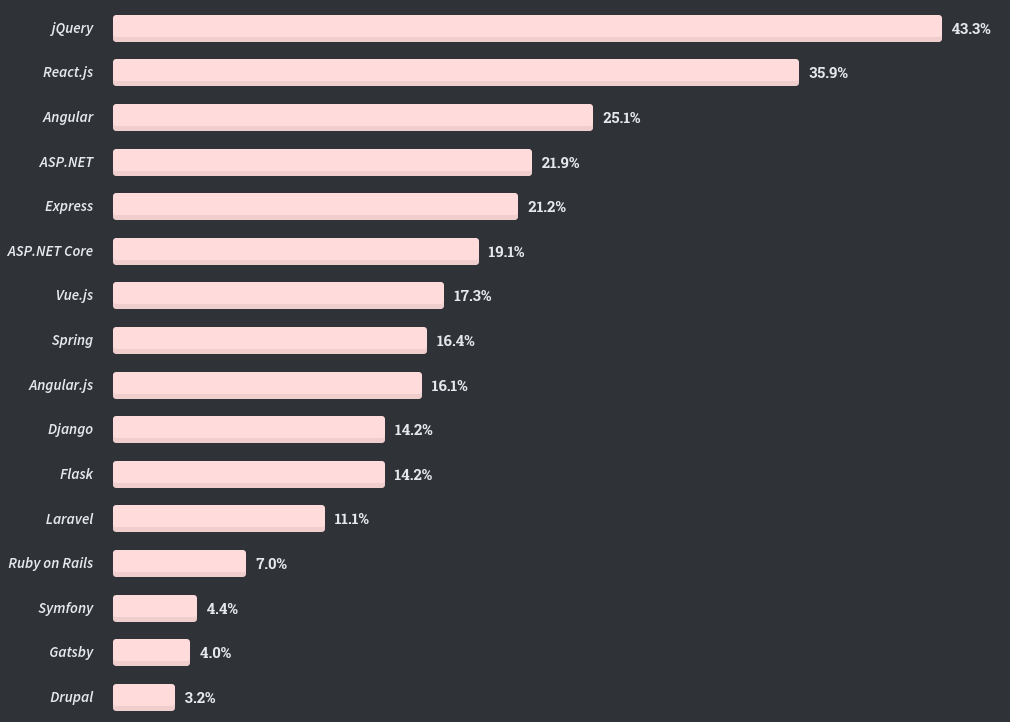 jQuery 43.3%
React.js 35.9%
Angular 25.1%
ASP.NET 21.9%
Express 21.2%
ASP.NET Core 19.1%
Vue.js 17.3%
Spring 16.4%
Angular.js 16.1%
Django 14.2%
Flask 14.2%
Laravel 11.1%
Ruby on Rails 7.0%
Symfony 4.4%
Gatsby 4.0%
Drupal 3.2%